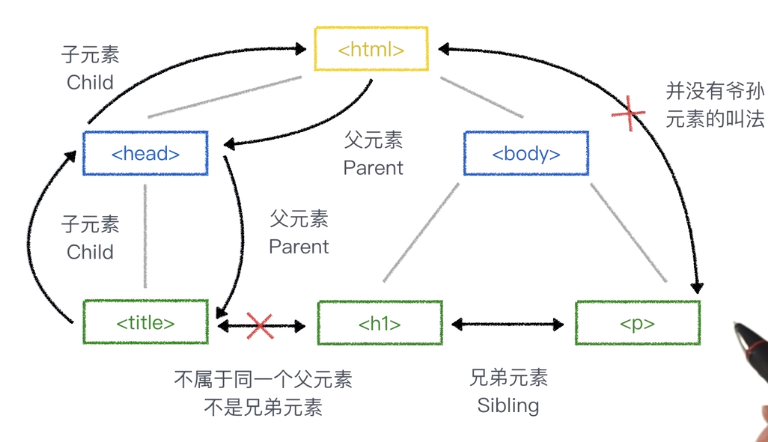 <html>
子元素
Child
并没有爷孙
元素的叫法
<head>
父元素
Parent
<body>
子元素
Child
父元素
Parent
<title>
<h1>
<p>
不属于同一个父元素
不是兄弟元素
兄弟元素
Sibling